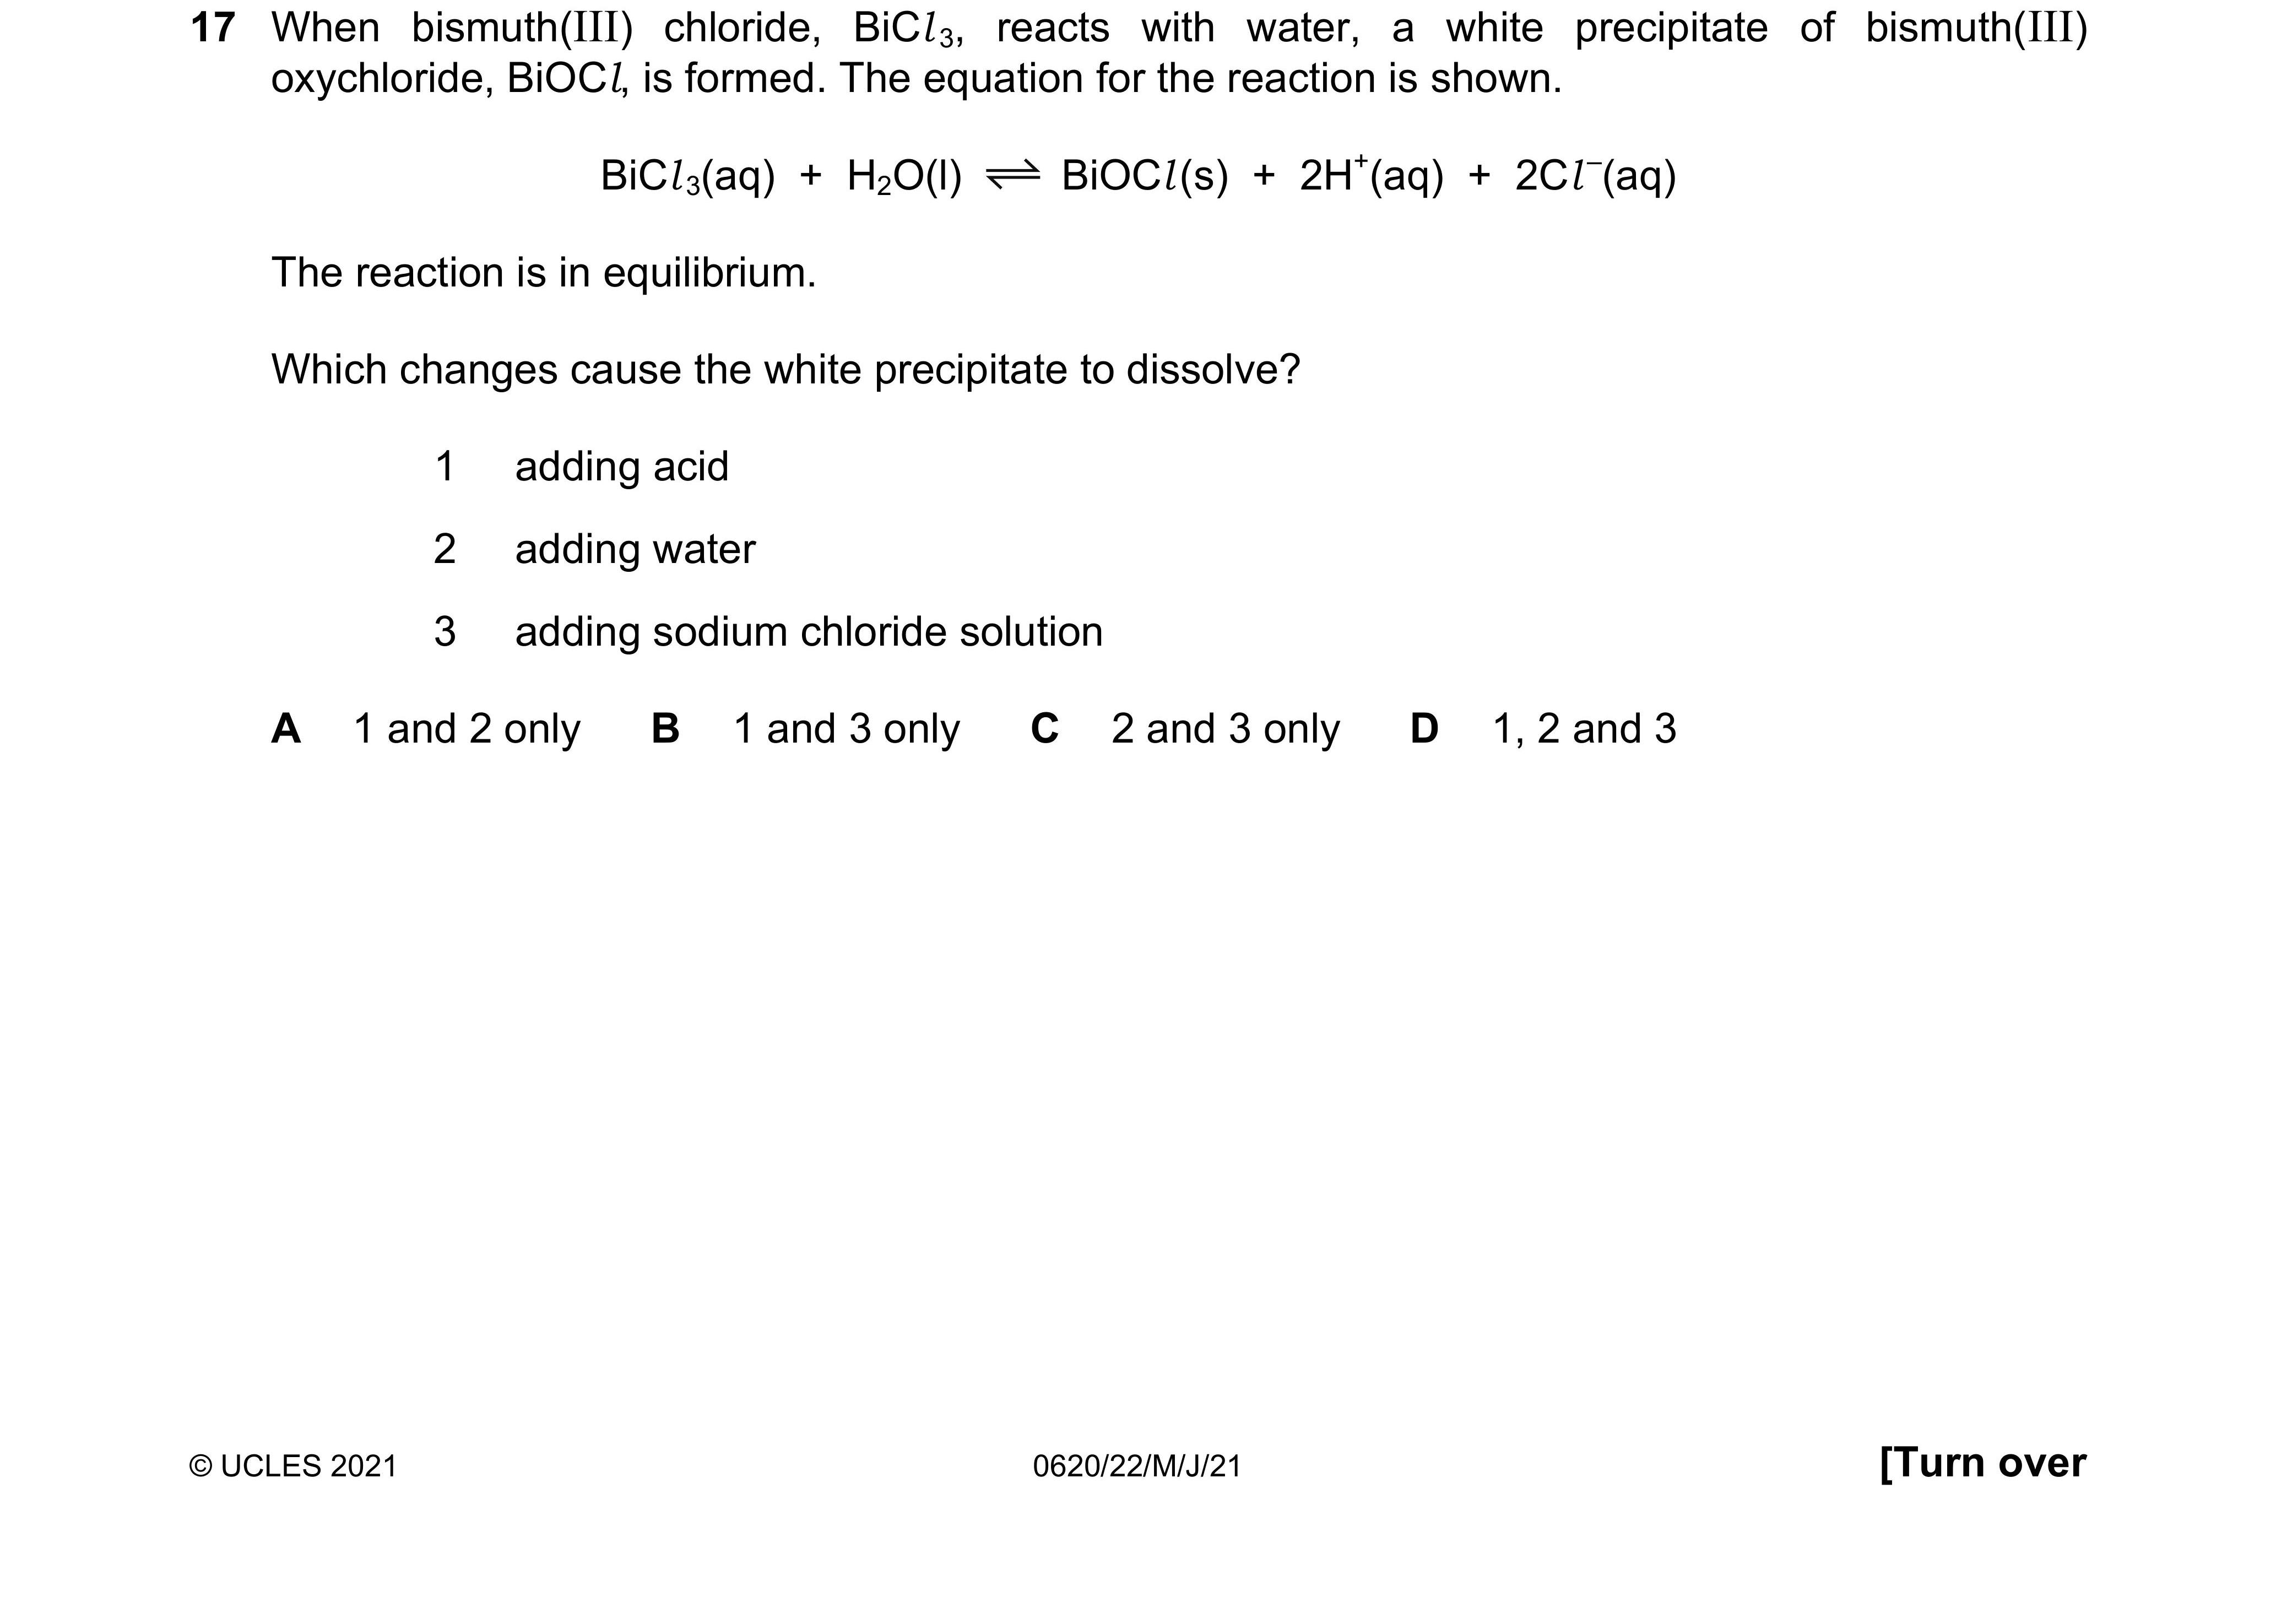 17 When bismuth(III) chloride, BiCl₃, reacts with water, a white precipitate of bismuth(III)
oxychloride, BiOCl, is formed. The equation for the reaction is shown.
BiCl₃(aq) + H₂O(l) ⇌ BiOCl(s) + 2H⁺(aq) + 2Cl⁻(aq)
The reaction is in equilibrium.
Which changes cause the white precipitate to dissolve?
1 adding acid
2 adding water
3 adding sodium chloride solution
A 1 and 2 only B 1 and 3 only C 2 and 3 only D 1, 2 and 3
© UCLES 2021 0620/22/M/J/21 [Turn over